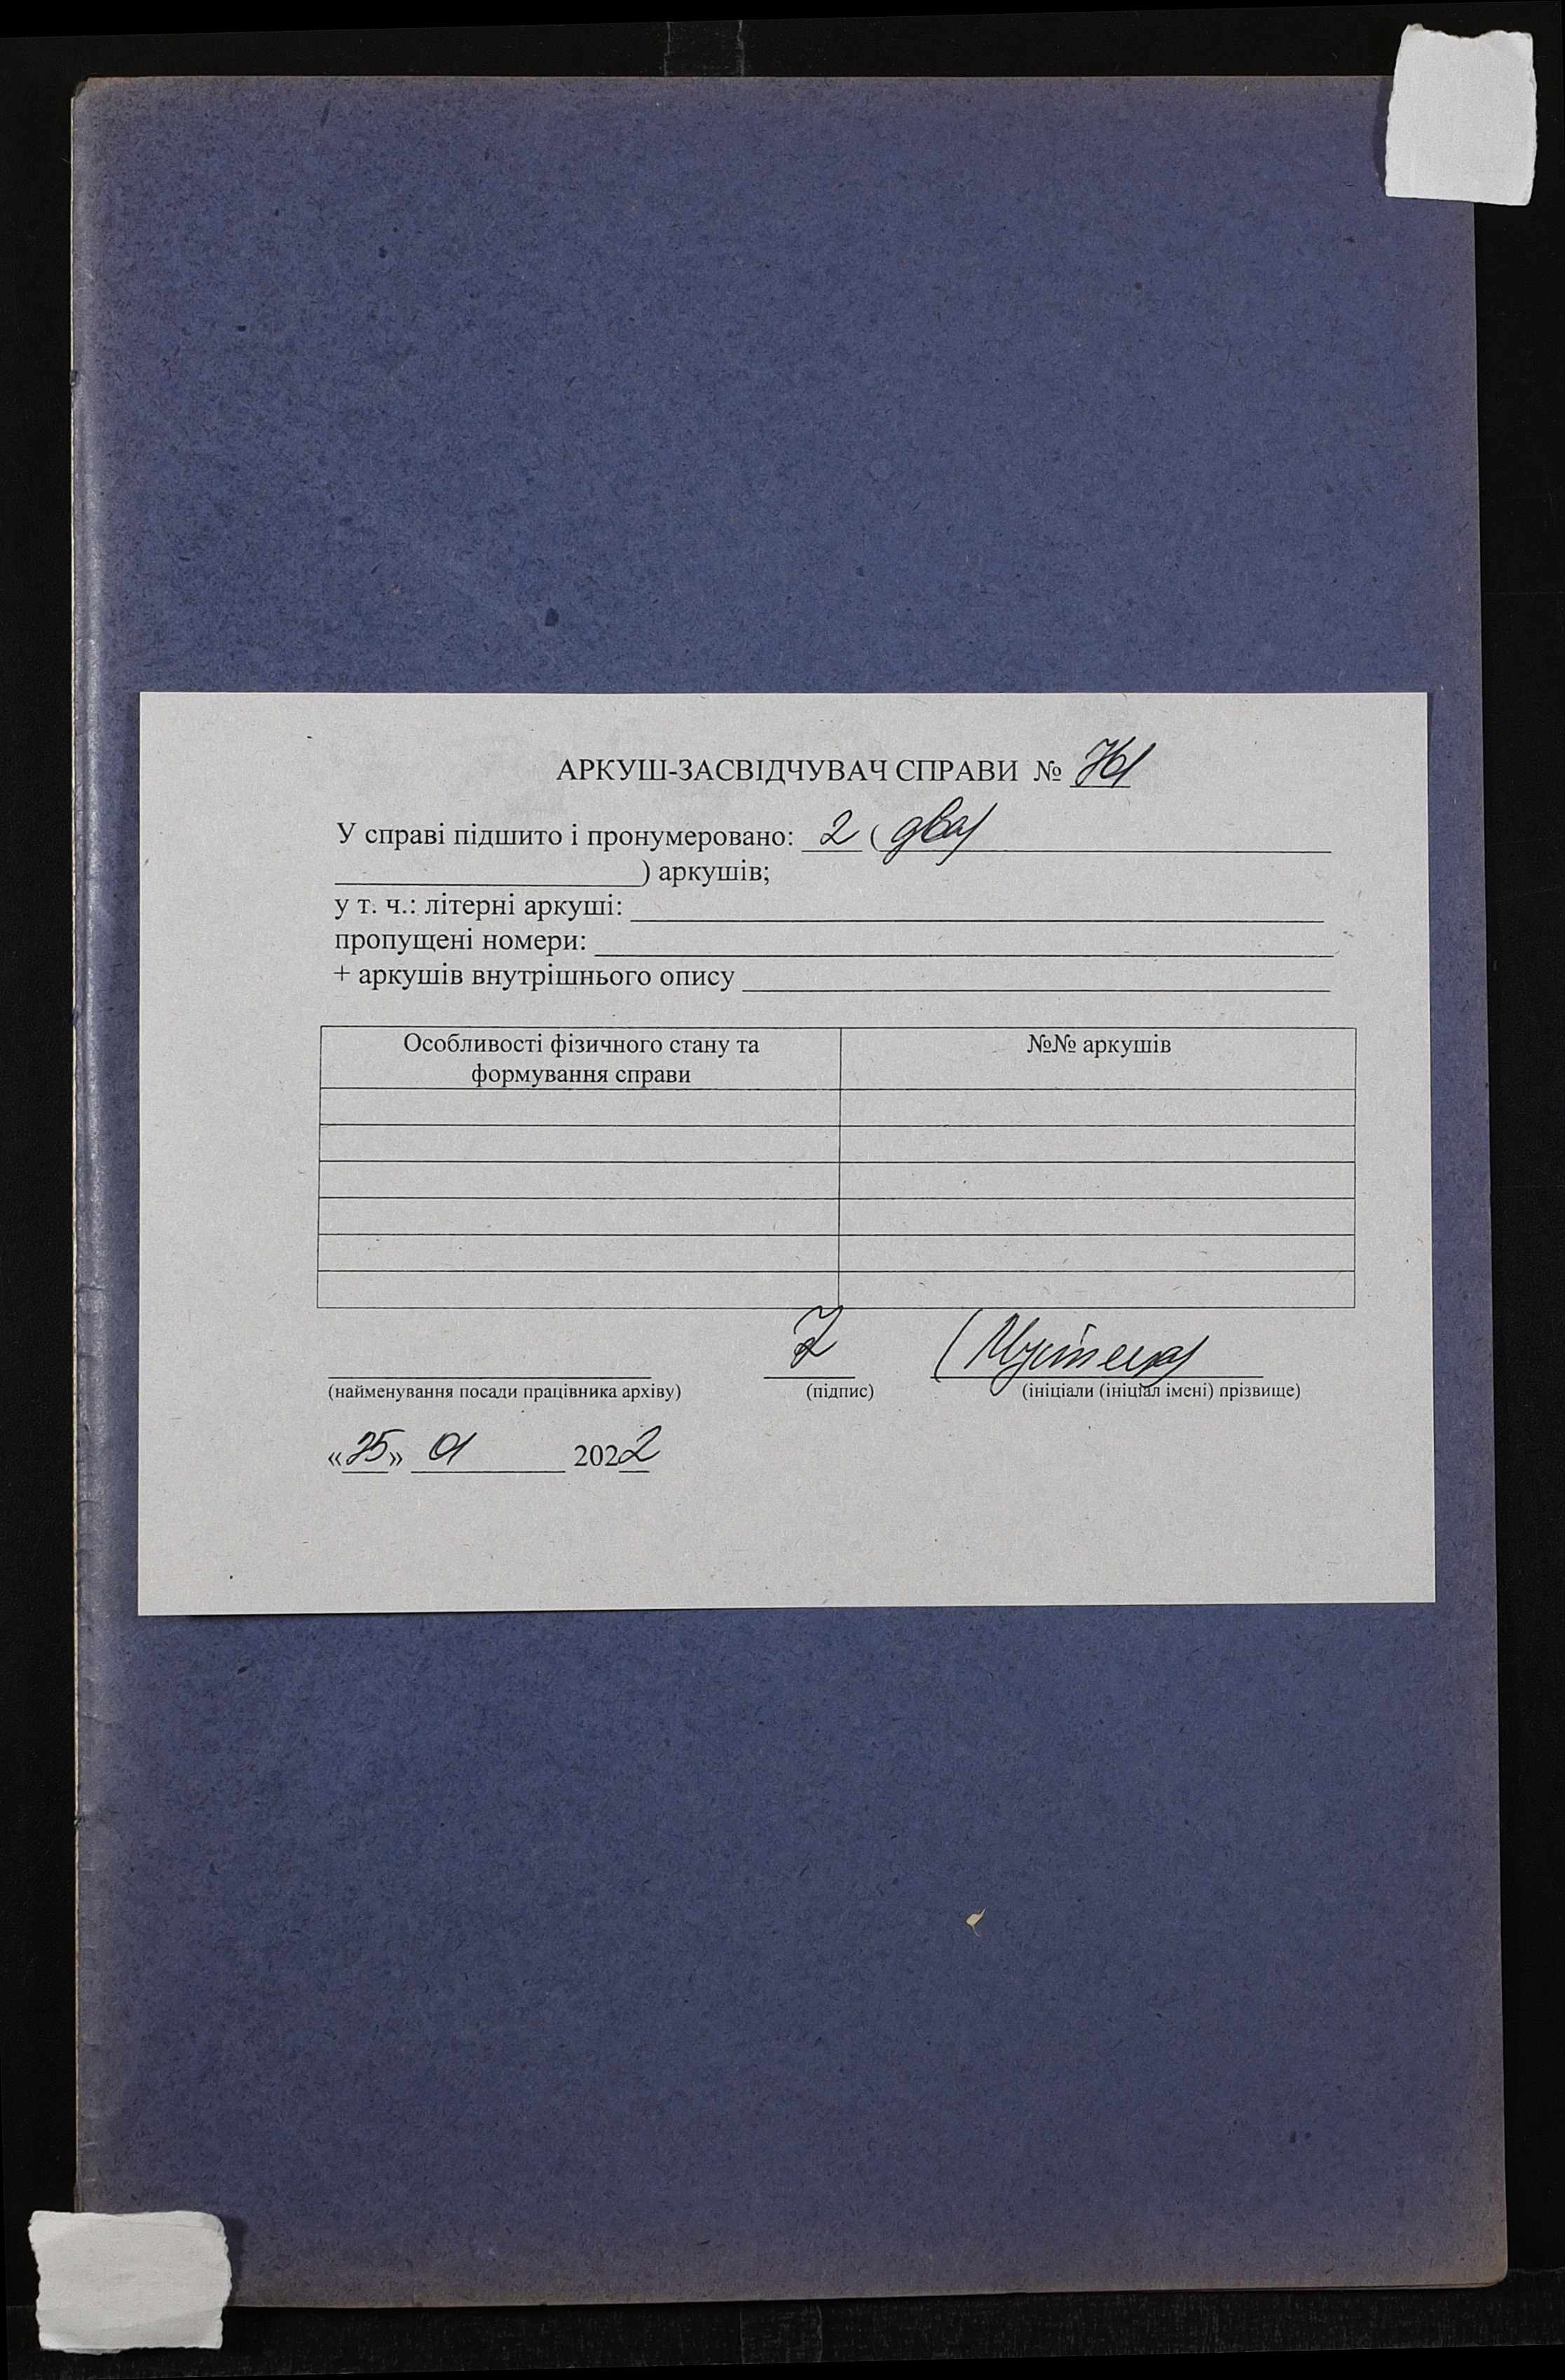 АРКУШ-ЗАСВІДЧУВАЧ СПРАВИ № 761
У справі підшито і пронумеровано: 2 ( два)
) аркушів;
у т. ч.: літерні аркуші:
пропущені номери:
+ аркушів внутрішнього опису
Особливості фізичного стану та
формування справи
№№ аркушів
(найменування посади працівника архіву)
(підпис)
(ініціали (ініціал імені) прізвище)
«25» 01 2022